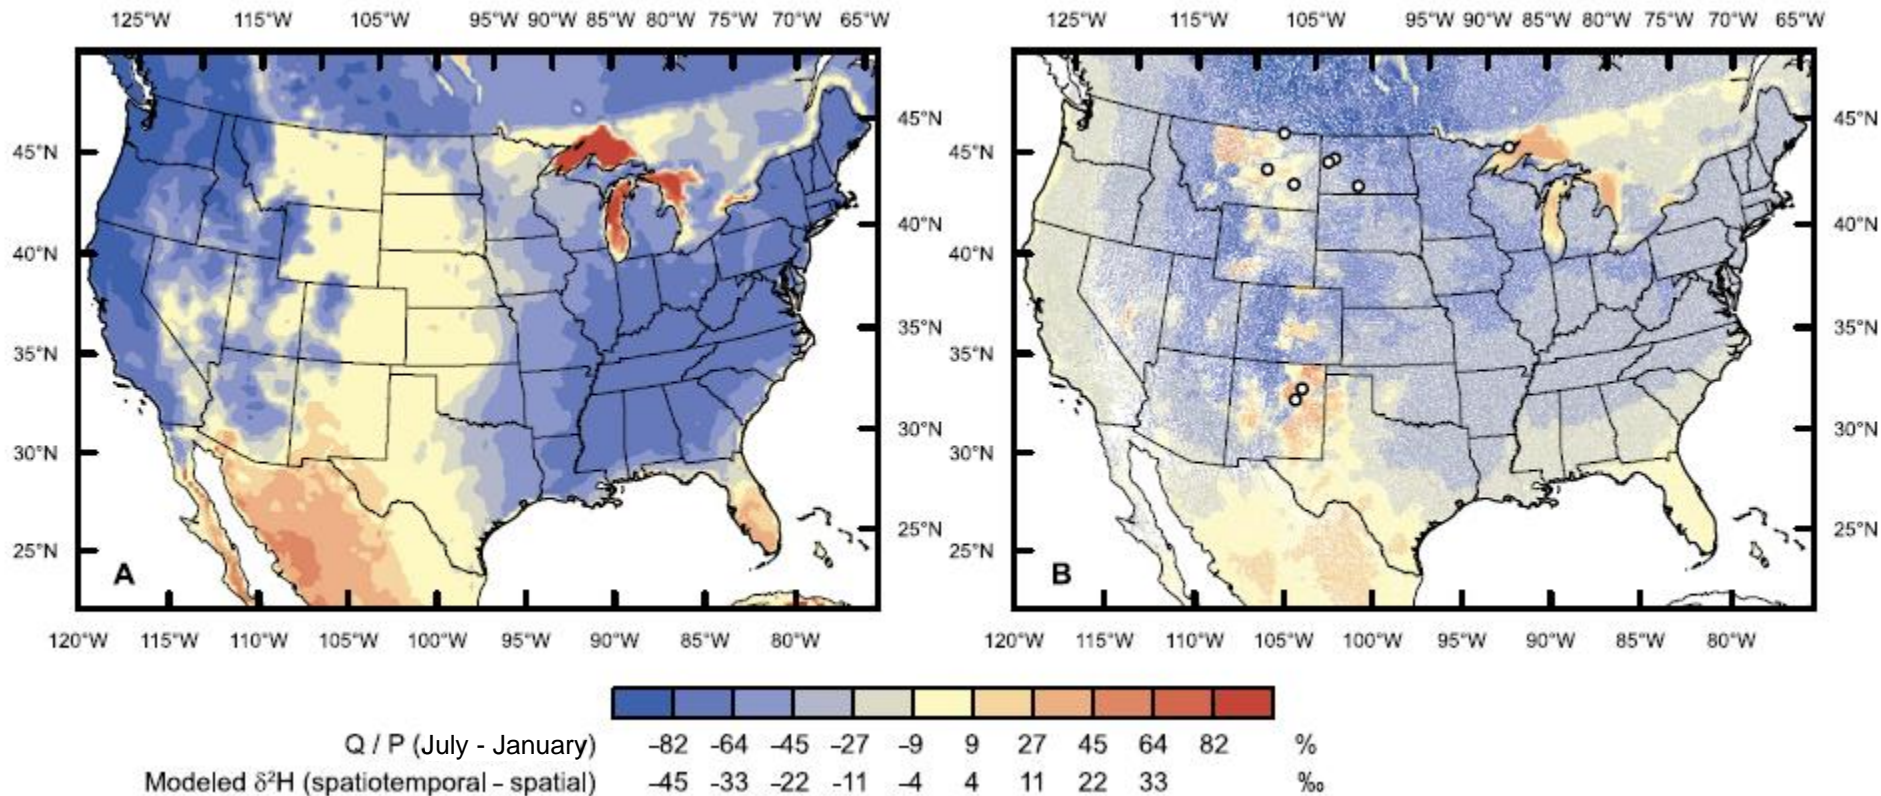 125°W 115°W 105°W 95°W 90°W 85°W 80°W 75°W 70°W 65°W
45°N
40°N
35°N
30°N
25°N
45°N
40°N
35°N
30°N
25°N
A
120°W 115°W 110°W 105°W 100°W 95°W 90°W 85°W 80°W
125°W 115°W 105°W 95°W 90°W 85°W 80°W 75°W 70°W 65°W
45°N
40°N
35°N
30°N
25°N
45°N
40°N
35°N
30°N
25°N
B
120°W 115°W 110°W 105°W 100°W 95°W 90°W 85°W 80°W
Q / P (July - January) -82 -64 -45 -27 -9 9 27 45 64 82 %
Modeled δ²H (spatiotemporal – spatial) -45 -33 -22 -11 -4 4 11 22 33 ‰